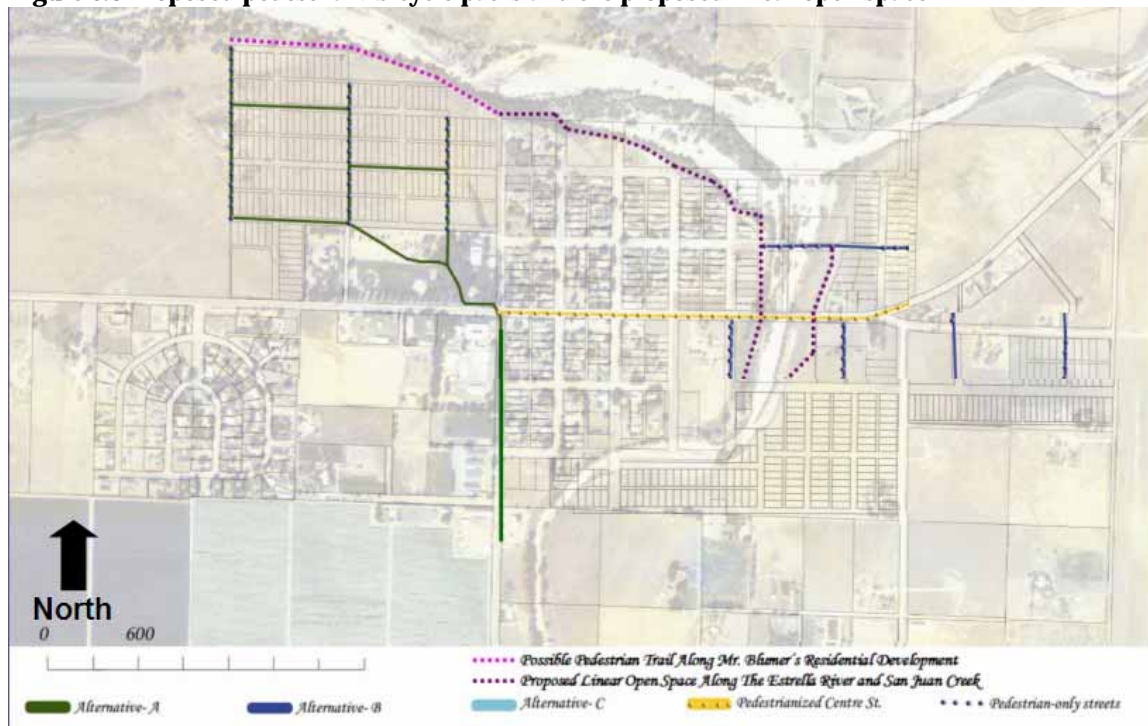 North
0 600
Possible Pedestrian Trail Along Mr. Blumer's Residential Development
Proposed Linear Open Space Along The Estrella River and San Juan Creek
Alternative- A Alternative- B Alternative- C Pedestrianized Centre St. Pedestrian-only streets